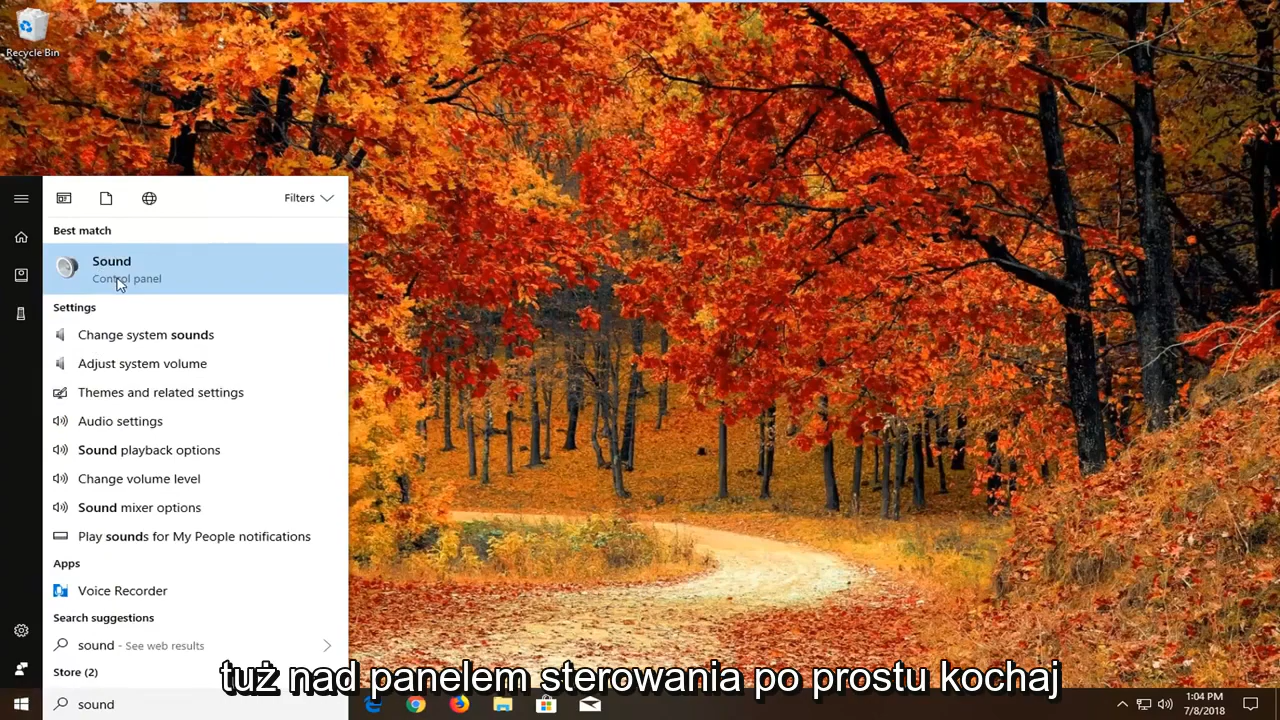 Recycle Bin
Filters
Best match
Sound
Control panel
Settings
Change system sounds
Adjust system volume
Themes and related settings
Audio settings
Sound playback options
Change volume level
Sound mixer options
Play sounds for My People notifications
Apps
Voice Recorder
Search suggestions
sound - See web results
Store (2)
tuż nad panelem sterowania po prostu kochaj
sound
1:04 PM
7/8/2018